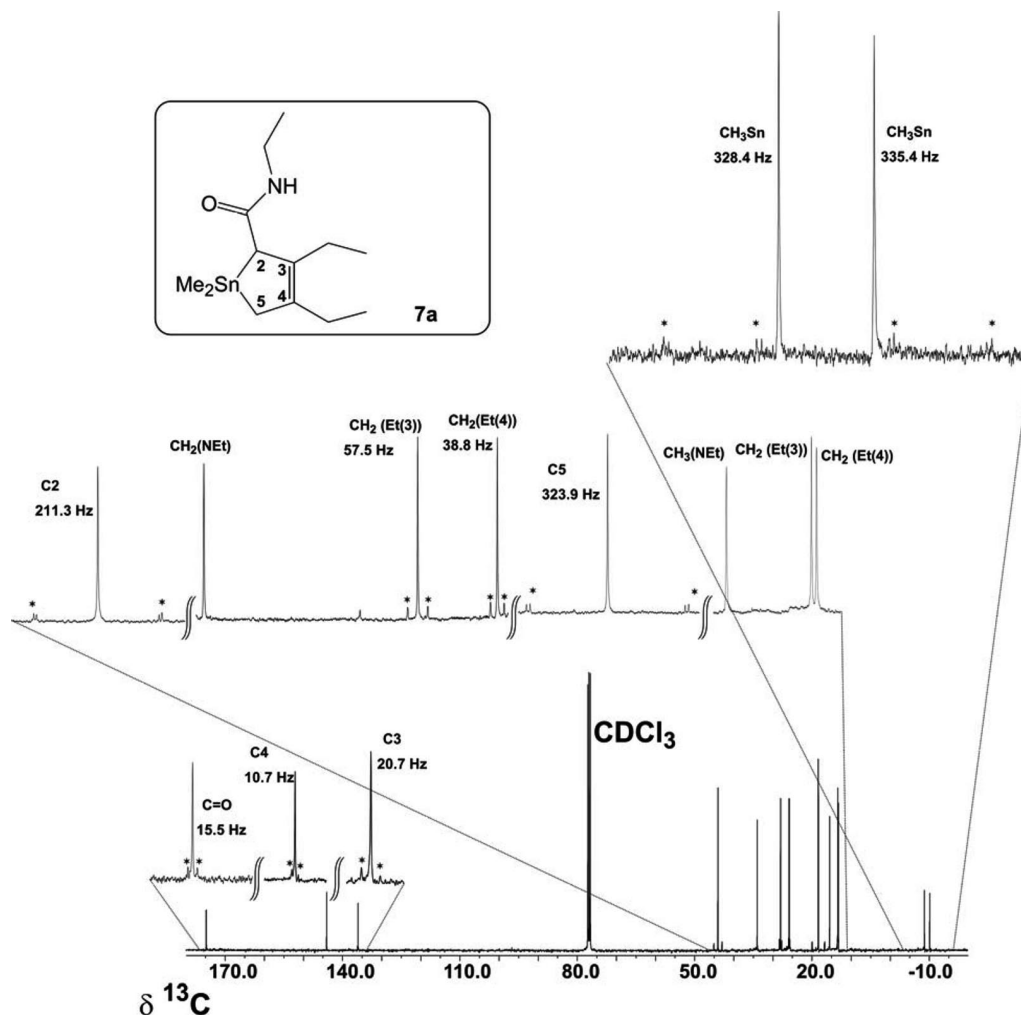 O
NH
Me2Sn
2
3
4
5
7a
CH3Sn
328.4 Hz
CH3Sn
335.4 Hz
*
*
*
*
C2
211.3 Hz
CH2(NEt)
CH2 (Et(3))
57.5 Hz
CH2(Et(4))
38.8 Hz
C5
323.9 Hz
CH3(NEt)
CH2 (Et(3))
CH2 (Et(4))
*
*
*
*
*
*
*
*
C=O
15.5 Hz
C4
10.7 Hz
C3
20.7 Hz
*
*
*
*
*
*
CDCl3
170.0
140.0
110.0
80.0
50.0
20.0
-10.0
δ 13C